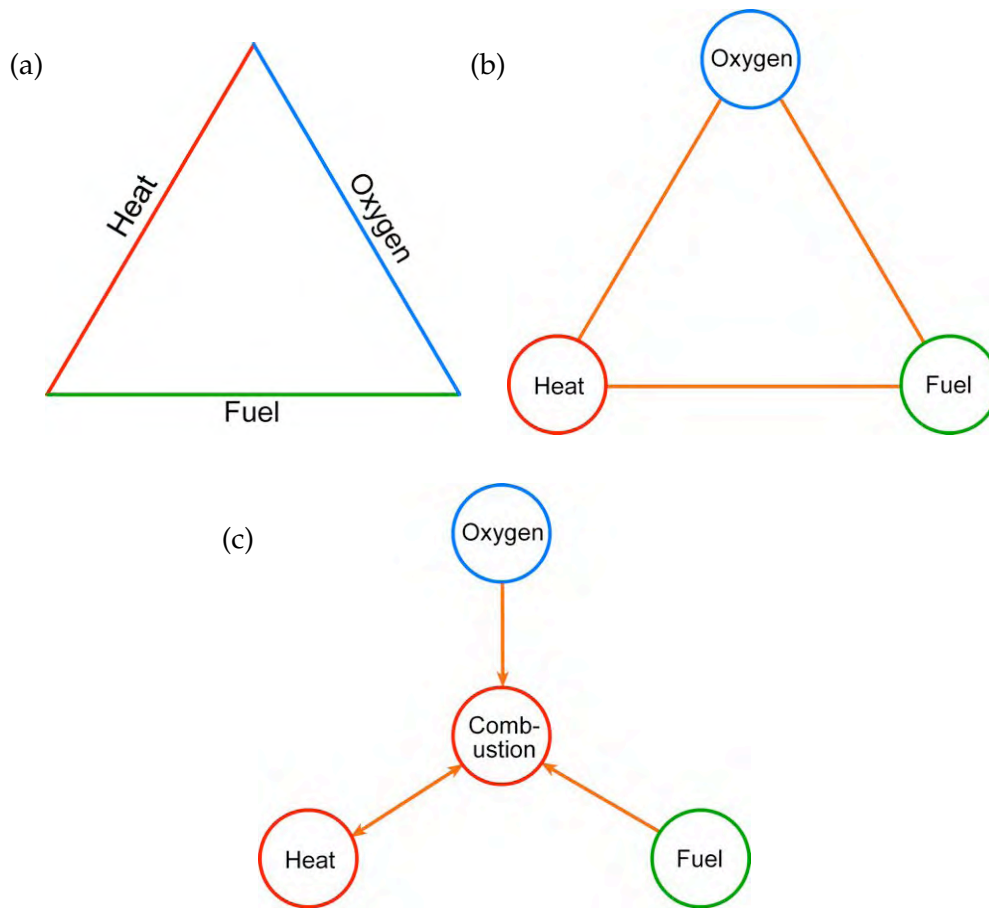 (a)
Heat
Oxygen
Fuel
(b)
Oxygen
Heat
Fuel
(c)
Oxygen
Comb-
ustion
Heat
Fuel